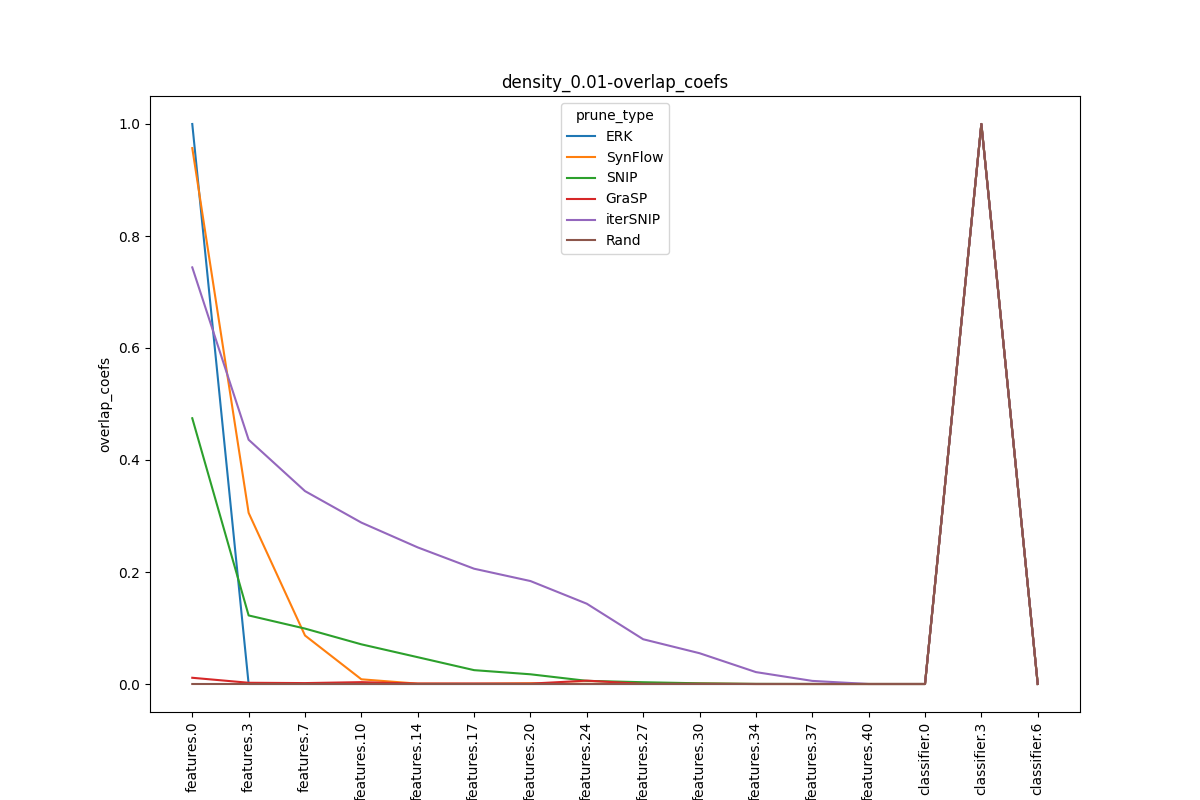 density_0.01-overlap_coefs
prune_type
ERK
SynFlow
SNIP
GraSP
iterSNIP
Rand
overlap_coefs
1.0
0.8
0.6
0.4
0.2
0.0
features.0
features.3
features.7
features.10
features.14
features.17
features.20
features.24
features.27
features.30
features.34
features.37
features.40
classifier.0
classifier.3
classifier.6